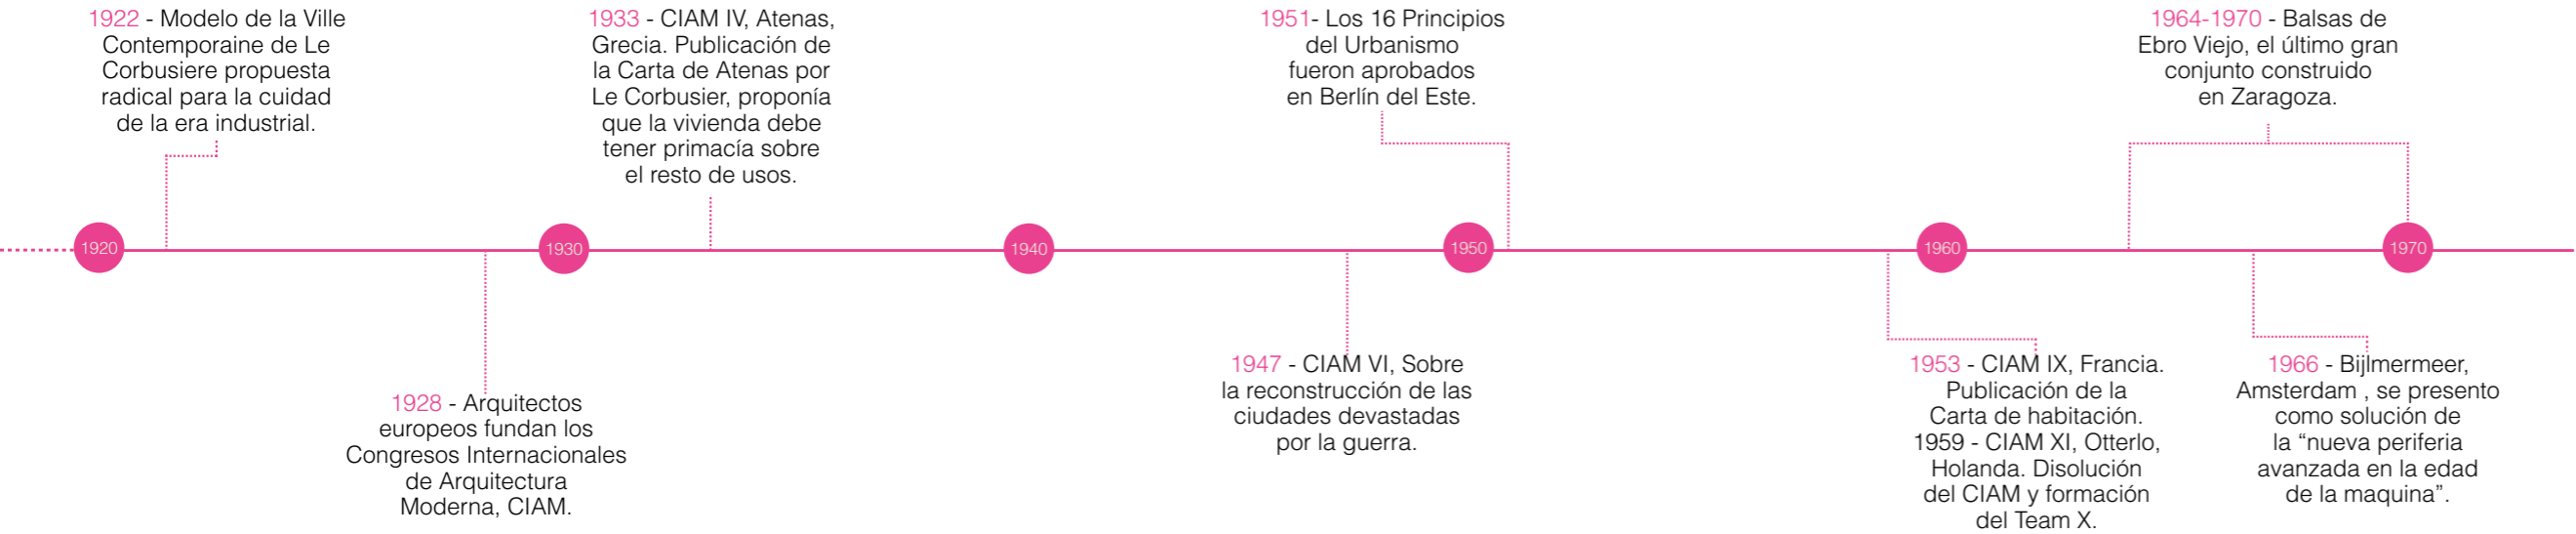 1922 - Modelo de la Ville
Contemporaine de Le
Corbusiere propuesta
radical para la cuidad
de la era industrial.
1933 - CIAM IV, Atenas,
Grecia. Publicación de
la Carta de Atenas por
Le Corbusier, proponía
que la vivienda debe
tener primacía sobre
el resto de usos.
1951- Los 16 Principios
del Urbanismo
fueron aprobados
en Berlín del Este.
1964-1970 - Balsas de
Ebro Viejo, el último gran
conjunto construido
en Zaragoza.
1920
1930
1940
1950
1960
1970
1928 - Arquitectos
europeos fundan los
Congresos Internacionales
de Arquitectura
Moderna, CIAM.
1947 - CIAM VI, Sobre
la reconstrucción de las
ciudades devastadas
por la guerra.
1953 - CIAM IX, Francia.
Publicación de la
Carta de habitación.
1959 - CIAM XI, Otterlo,
Holanda. Disolución
del CIAM y formación
del Team X.
1966 - Bijlmermeer,
Amsterdam , se presento
como solución de
la “nueva periferia
avanzada en la edad
de la maquina”.